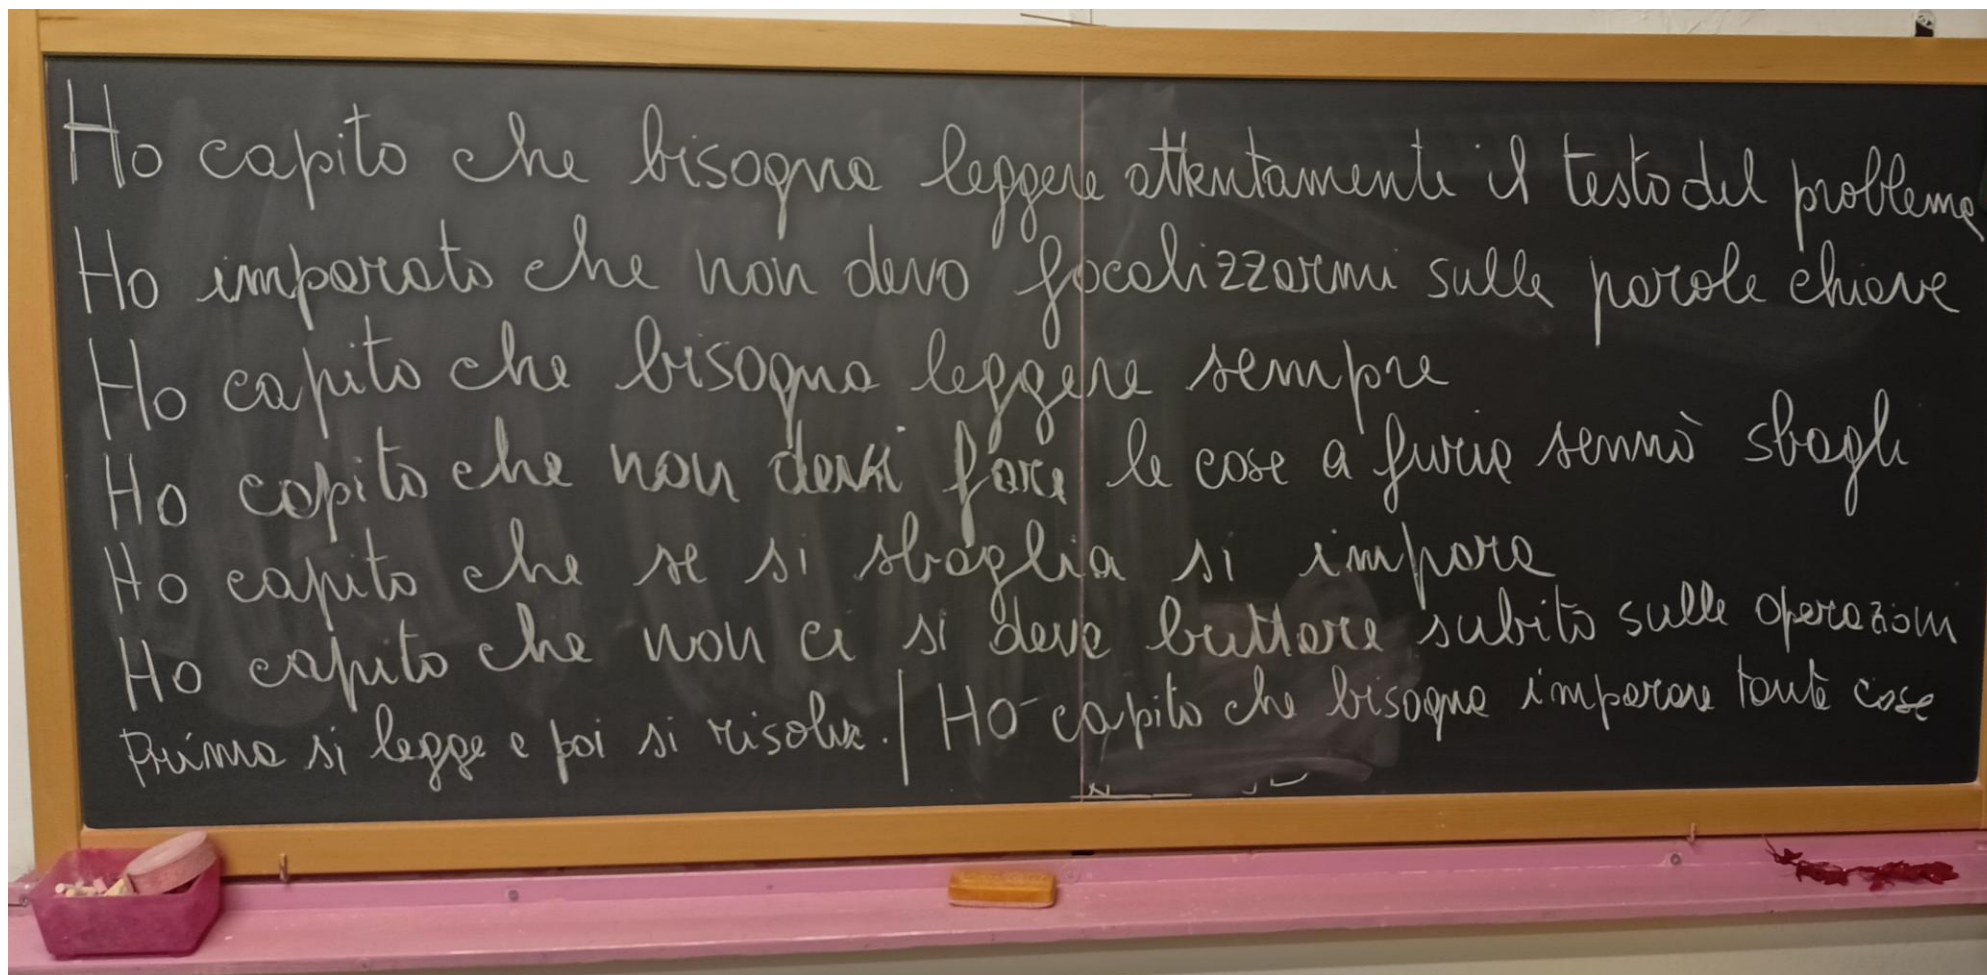 Ho capito che bisogna leggere attentamente il testo del problema
Ho imparato che non devo focalizzarmi sulle parole chiave
Ho capito che bisogna leggere sempre
Ho capito che non devi fare le cose a furia sennò sbagli
Ho capito che se si sbaglia si impara
Ho capito che non ci si deve buttare subito sulle operazioni
Prima si legge e poi si risolve. | Ho capito che bisogna imparare tante cose